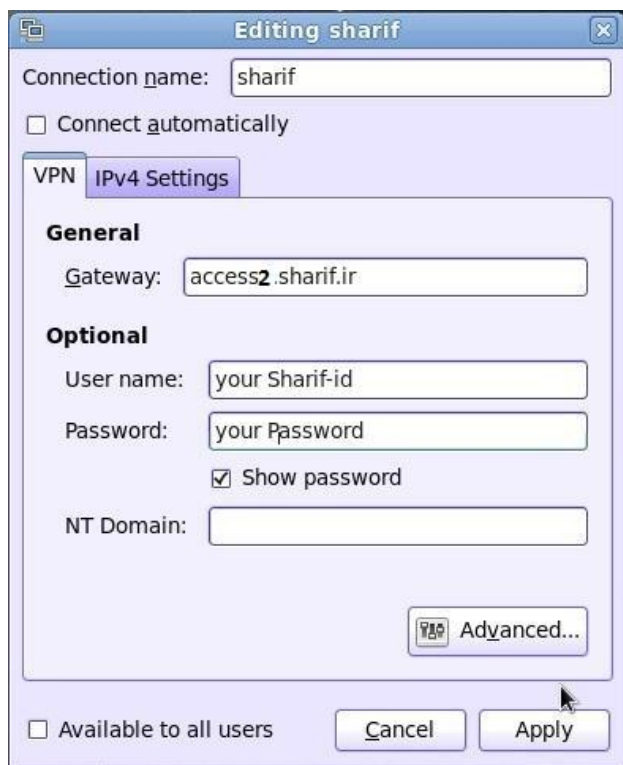 Editing sharif
Connection name: sharif
Connect automatically
VPN IPv4 Settings
General
Gateway: access2.sharif.ir
Optional
User name: your Sharif-id
Password: your Password
Show password
NT Domain:
Advanced...
Available to all users Cancel Apply